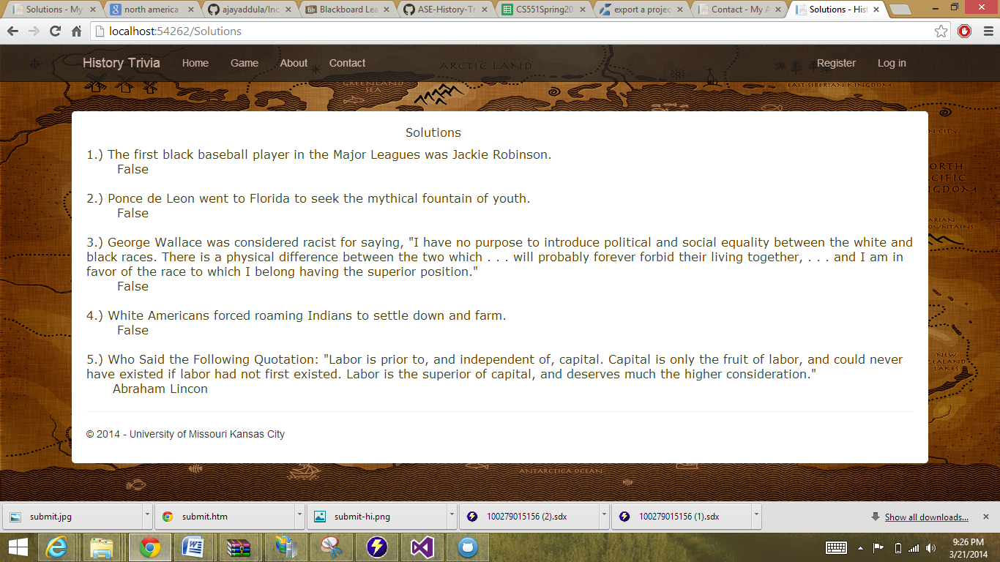 Solutions - My
north america
ajayaddula/Inc
Blackboard Lea
ASE-History-Tr
CS551Spring20
export a projec
Contact - My A
Solutions - Hist
localhost:54262/Solutions
History Trivia Home Game About Contact Register Log in
ARCTIC LAND
GREENLAND
SEA
EAST SIBERIAN KINGDOM
Solutions
1.) The first black baseball player in the Major Leagues was Jackie Robinson.
False
2.) Ponce de Leon went to Florida to seek the mythical fountain of youth.
False
3.) George Wallace was considered racist for saying, "I have no purpose to introduce political and social equality between the white and
black races. There is a physical difference between the two which . . . will probably forever forbid their living together, . . . and I am in
favor of the race to which I belong having the superior position."
False
4.) White Americans forced roaming Indians to settle down and farm.
False
5.) Who Said the Following Quotation: "Labor is prior to, and independent of, capital. Capital is only the fruit of labor, and could never
have existed if labor had not first existed. Labor is the superior of capital, and deserves much the higher consideration."
Abraham Lincon
© 2014 - University of Missouri Kansas City
ANTARCTICA OCEAN
submit.jpg
submit.htm
submit-hi.png
100279015156 (2).sdx
100279015156 (1).sdx
Show all downloads...
9:26 PM
3/21/2014